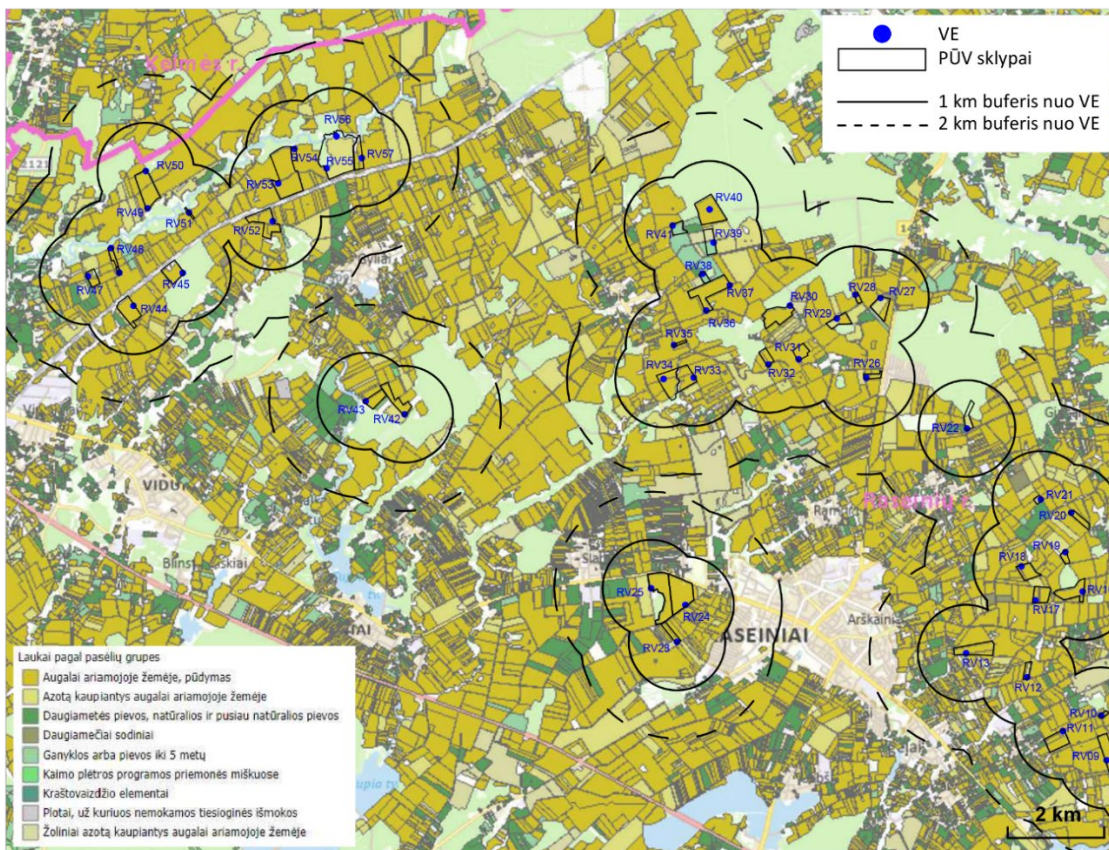 VE
PŪV sklypai
1 km buferis nuo VE
2 km buferis nuo VE
Kelmės r.
2121
RV56
RV54
RV55
RV57
RV50
RV53
RV49
RV51
RV52
RV48
RV47
RV45
RV44
RV40
RV41
RV39
RV38
RV37
RV36
RV28
RV27
RV30
RV29
RV35
RV31
RV34
RV33
RV32
RV26
RV43
RV42
RV22
VIDU
RV21
RV20
RV19
RV18
RV17
RV1
RV25
RV24
RV23
ASEINIAI
Arškainia
RV13
RV12
RV10
RV11
RV09
Laukai pagal pasėlių grupes
Augalai ariamojoje žemėje, pūdymas
Azotą kaupiantys augalai ariamojoje žemėje
Daugiametės pievos, natūralios ir pusiau natūralios pievos
Daugiamečiai sodiniai
Ganyklos arba pievos iki 5 metų
Kaimo plėtros programos priemonės miškuose
Kraštovaizdžio elementai
Plotai, už kuriuos nemokamos tiesioginės išmokos
Žoliniai azotą kaupiantys augalai ariamojoje žemėje
2 km